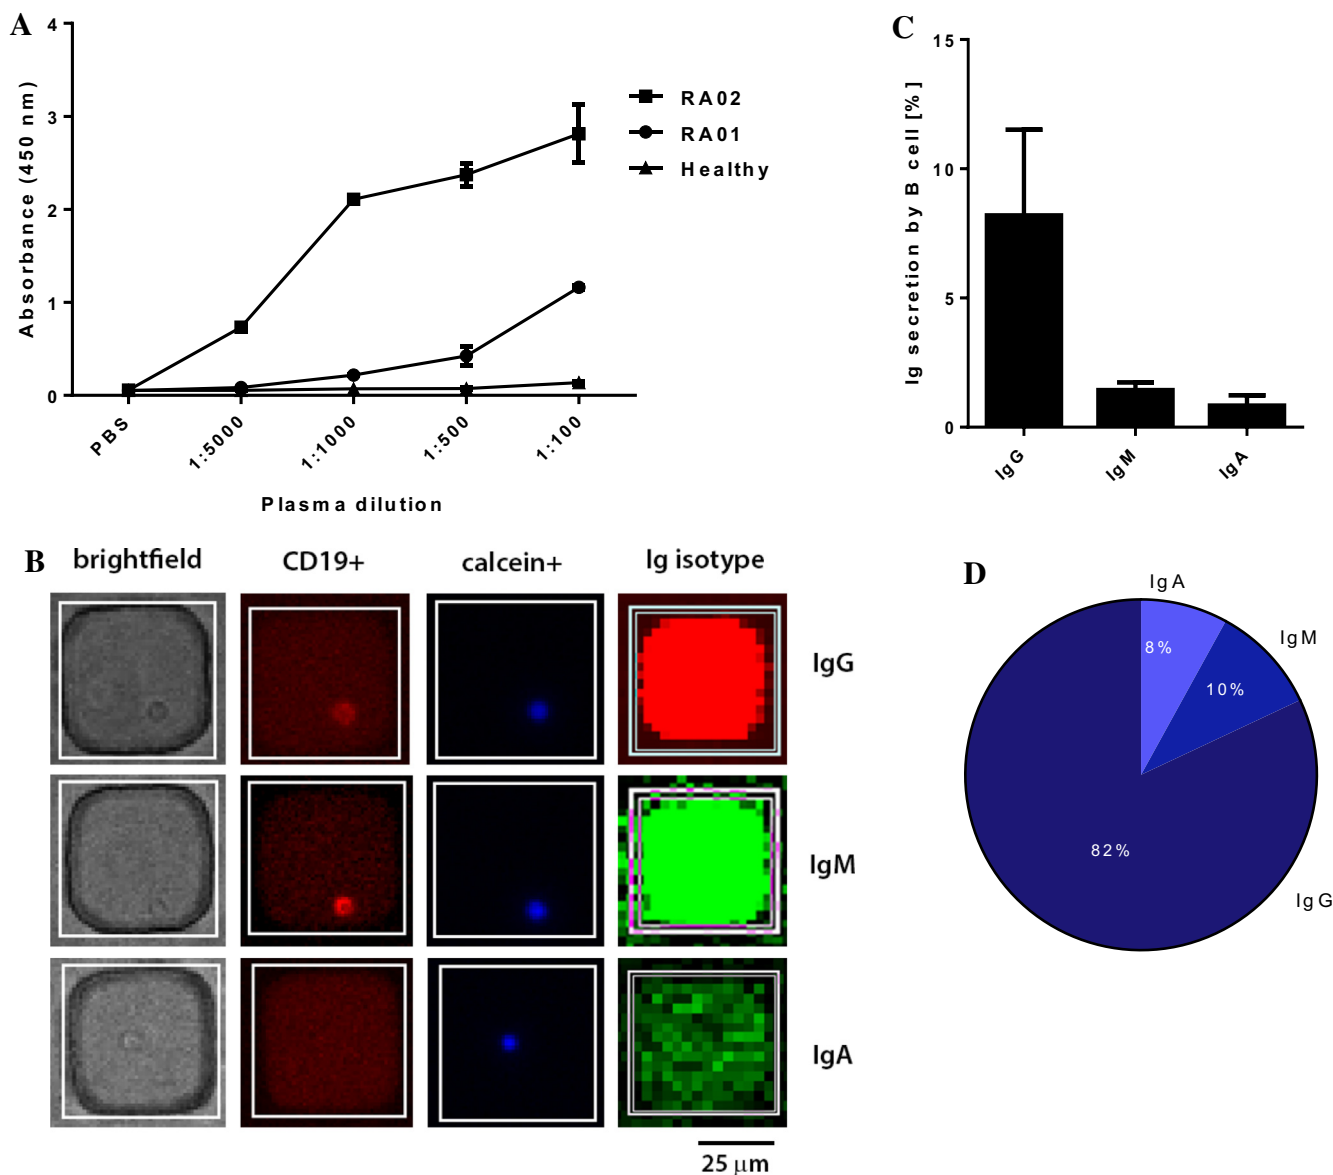 A
4
3
2
1
0
Absorbance (450 nm)
PBS
1:5000
1:1000
1:500
1:100
Plasma dilution
RA02
RA01
Healthy
C
15
10
5
0
Ig secretion by B cell [%]
IgG
IgM
IgA
B
brightfield
CD19+
calcein+
Ig isotype
IgG
IgM
IgA
25 μm
D
IgA
8%
IgM
10%
82%
IgG